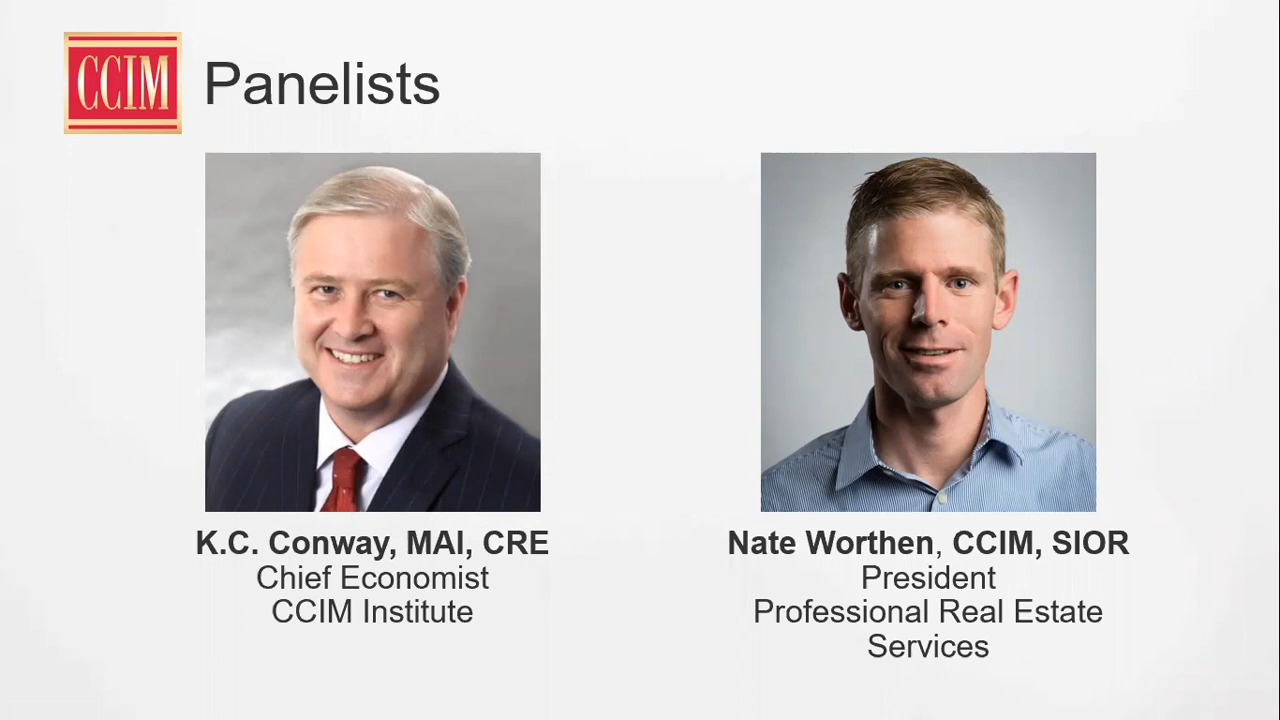 CCIM
Panelists
K.C. Conway, MAI, CRE
Chief Economist
CCIM Institute
Nate Worthen, CCIM, SIOR
President
Professional Real Estate
Services